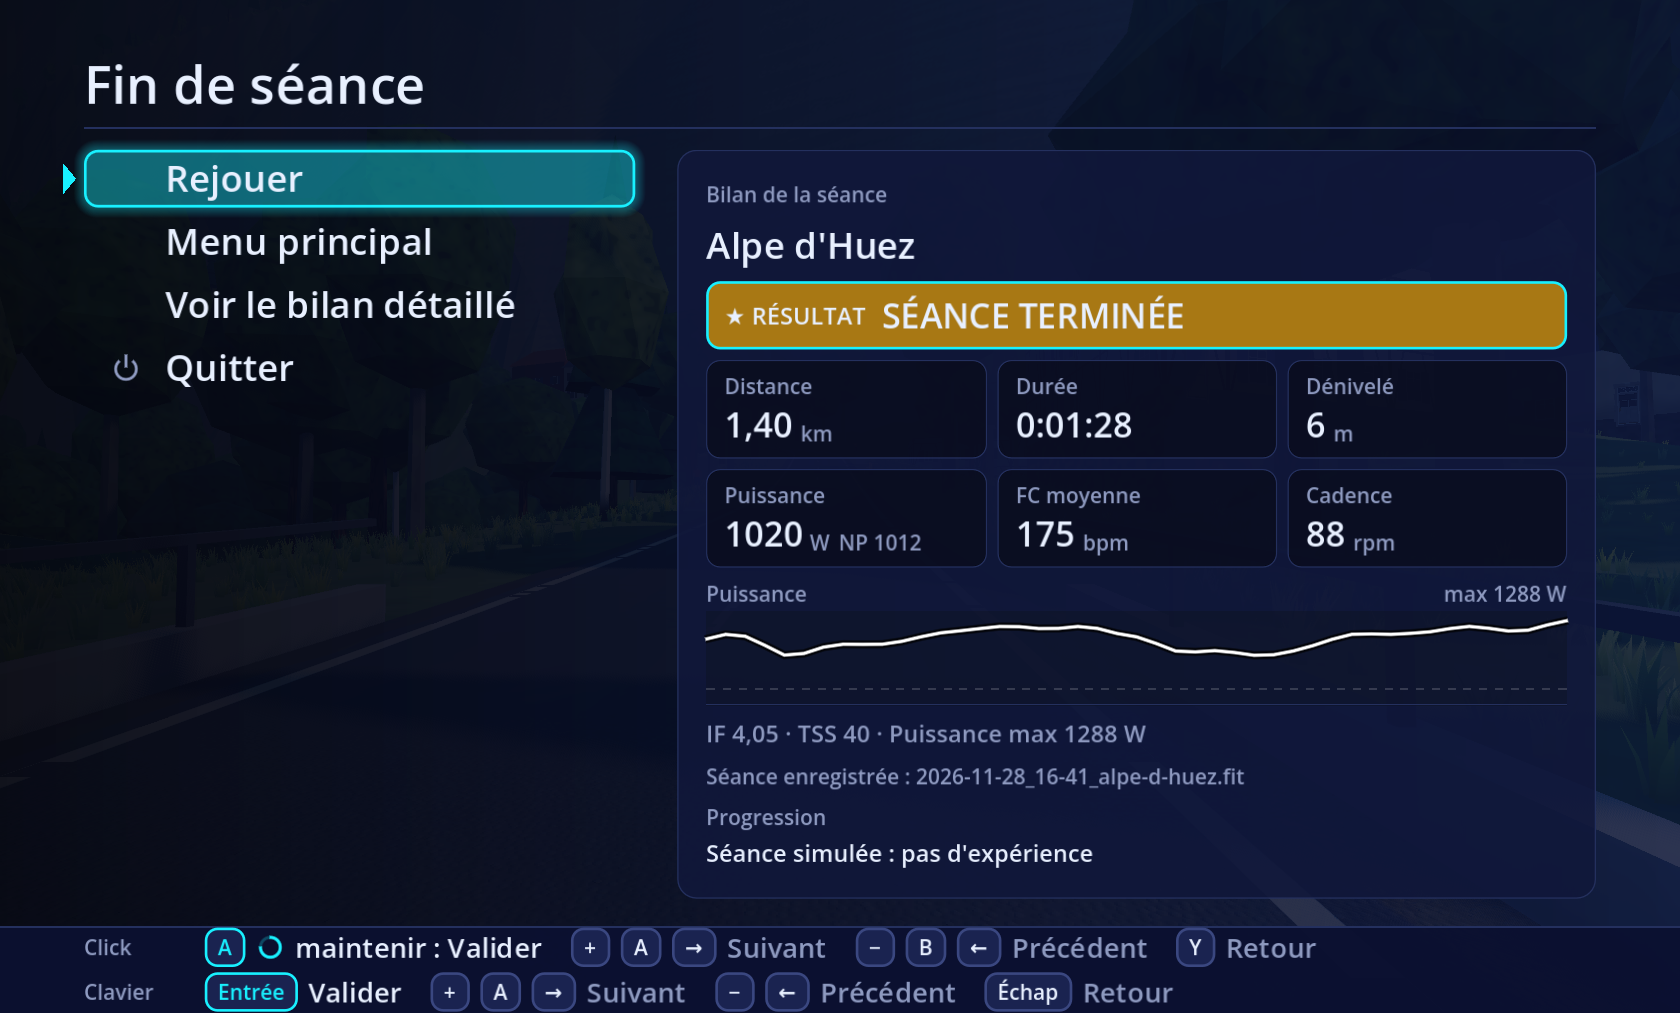 Fin de séance
Rejouer
Menu principal
Voir le bilan détaillé
Quitter
Bilan de la séance
Alpe d'Huez
★ RÉSULTAT SÉANCE TERMINÉE
Distance
1,40 km
Durée
0:01:28
Dénivelé
6 m
Puissance
1020 W NP 1012
FC moyenne
175 bpm
Cadence
88 rpm
Puissance max 1288 W
IF 4,05 · TSS 40 · Puissance max 1288 W
Séance enregistrée : 2026-11-28_16-41_alpe-d-huez.fit
Progression
Séance simulée : pas d'expérience
Click A maintenir : Valider + A → Suivant − B ← Précédent Y Retour
Clavier Entrée Valider + A → Suivant − ← Précédent Échap Retour